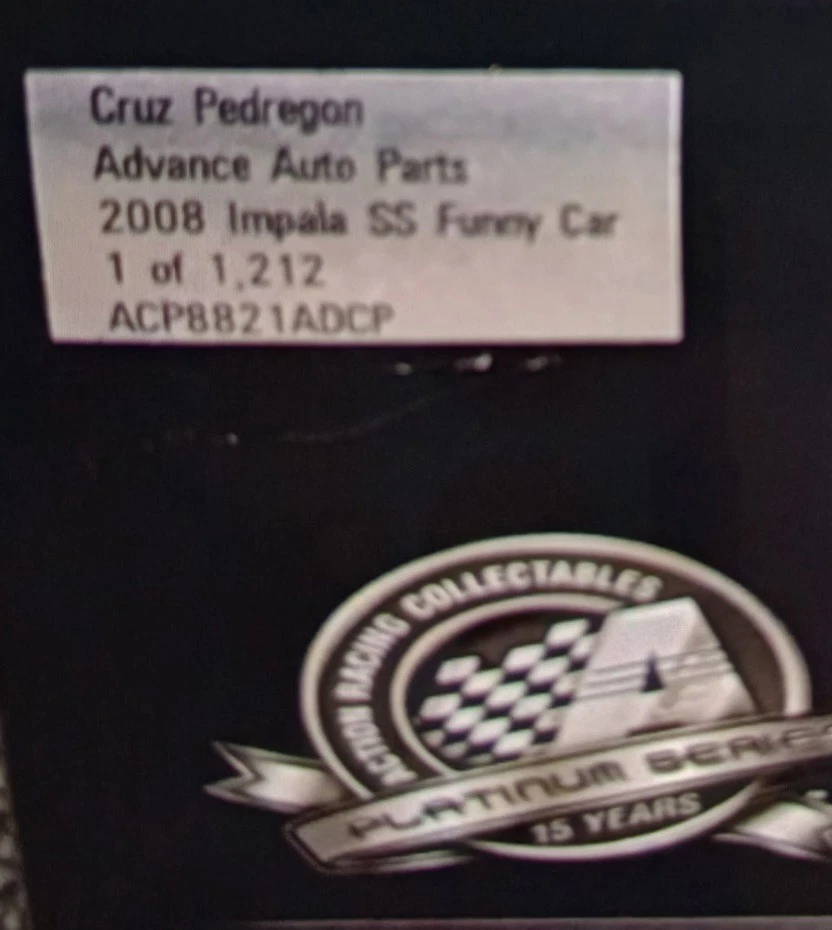 Cruz Pedregon
Advance Auto Parts
2008 Impala SS Funny Car
1 of 1,212
ACP8821ADCP
ACTION RACING COLLECTABLES
A
PLATINUM SERIES
15 YEARS